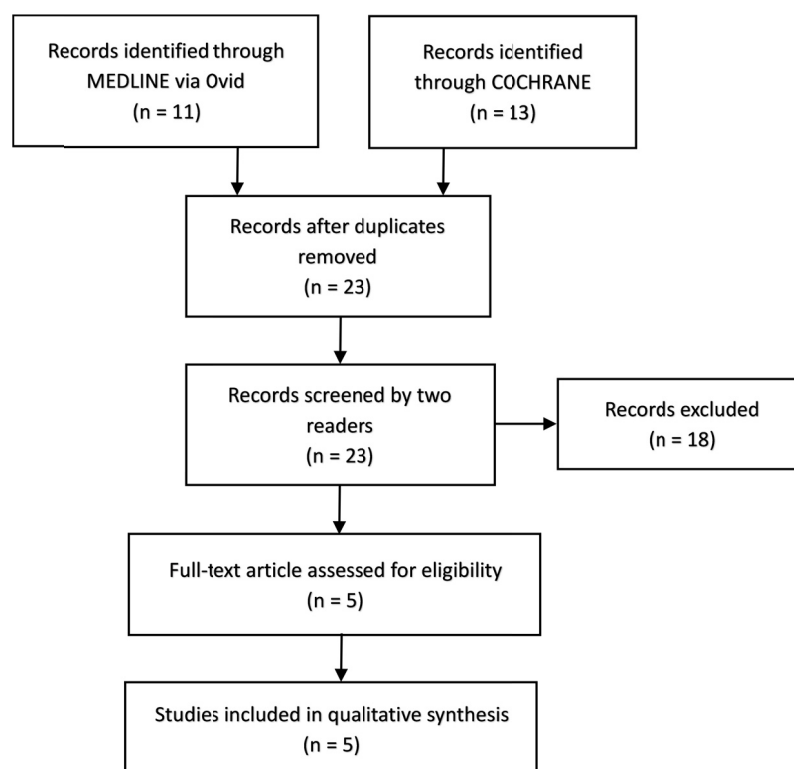 Records identified through
MEDLINE via Ovid
(n = 11)
Records identified
through COCHRANE
(n = 13)
Records after duplicates
removed
(n = 23)
Records screened by two
readers
(n = 23)
Records excluded
(n = 18)
Full-text article assessed for eligibility
(n = 5)
Studies included in qualitative synthesis
(n = 5)